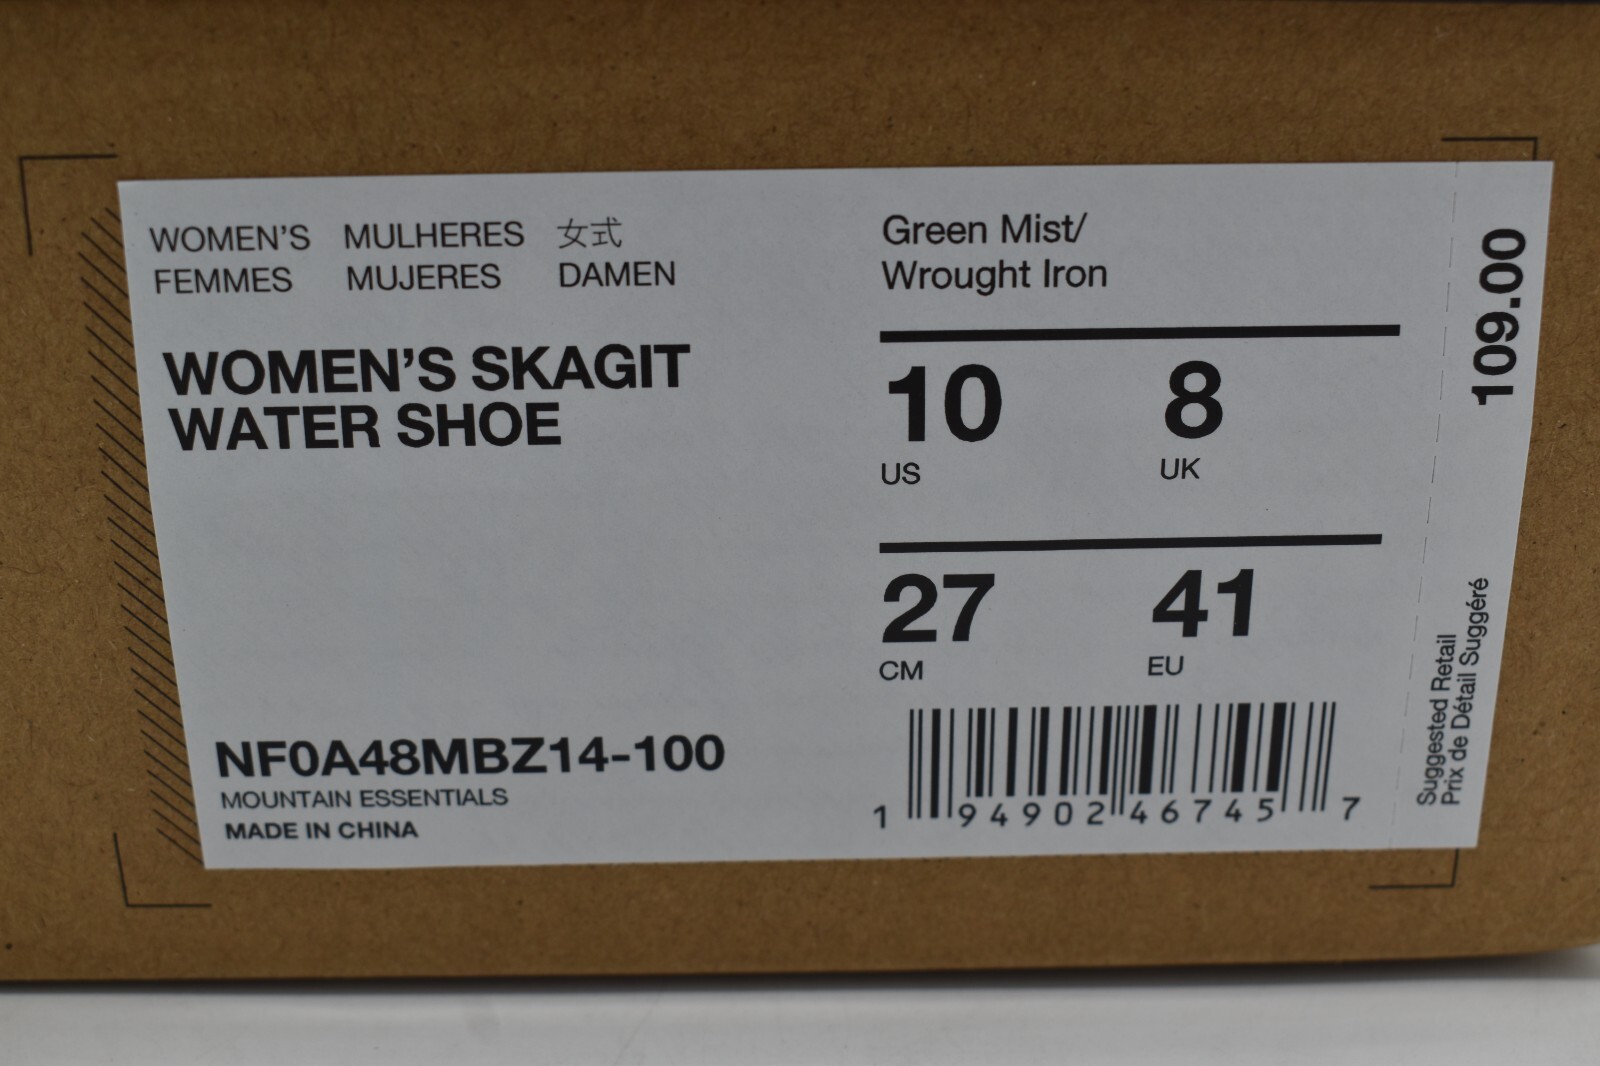 WOMEN'S MULHERES 女式
FEMMES MUJERES DAMEN
WOMEN'S SKAGIT
WATER SHOE
NF0A48MBZ14-100
MOUNTAIN ESSENTIALS
MADE IN CHINA
Green Mist/
Wrought Iron
10 8
US UK
27 41
CM EU
1 94902 46745 7
109.00
Suggested Retail
Prix de Détail Suggéré